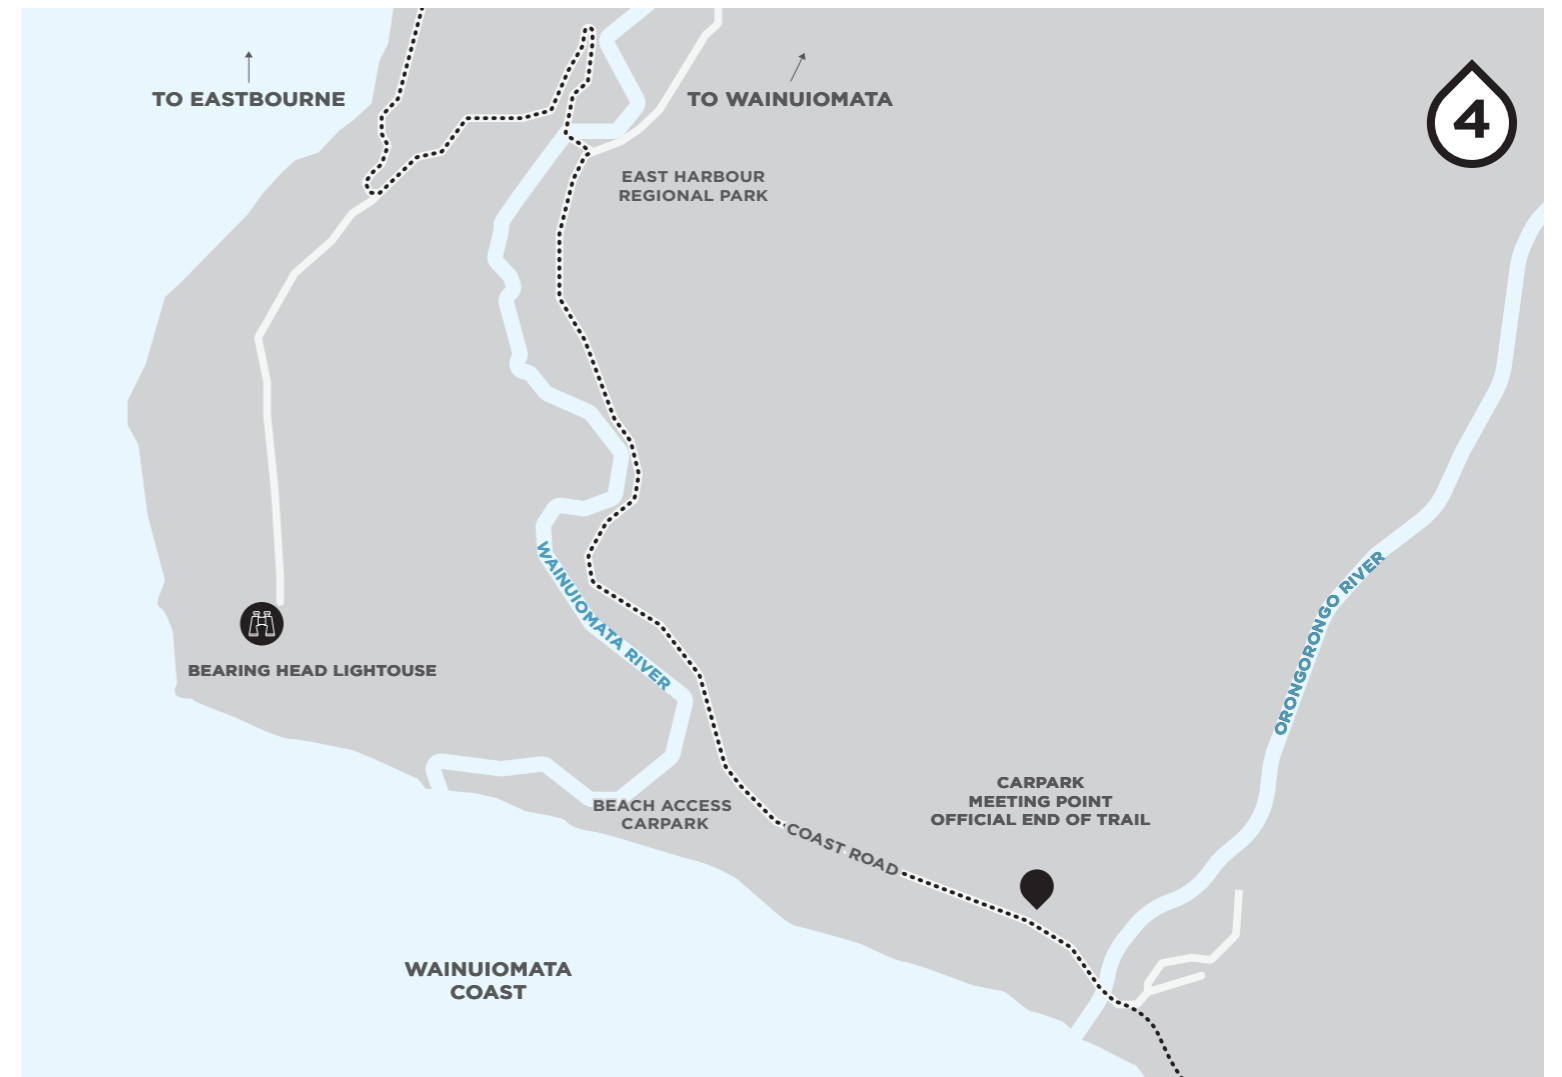 TO EASTBOURNE
TO WAINUIOMATA
4
EAST HARBOUR
REGIONAL PARK
WAINUIOMATA RIVER
ORONGORONGO RIVER
BEARING HEAD LIGHTOUSE
CARPARK
MEETING POINT
OFFICIAL END OF TRAIL
BEACH ACCESS
CARPARK
COAST ROAD
WAINUIOMATA
COAST